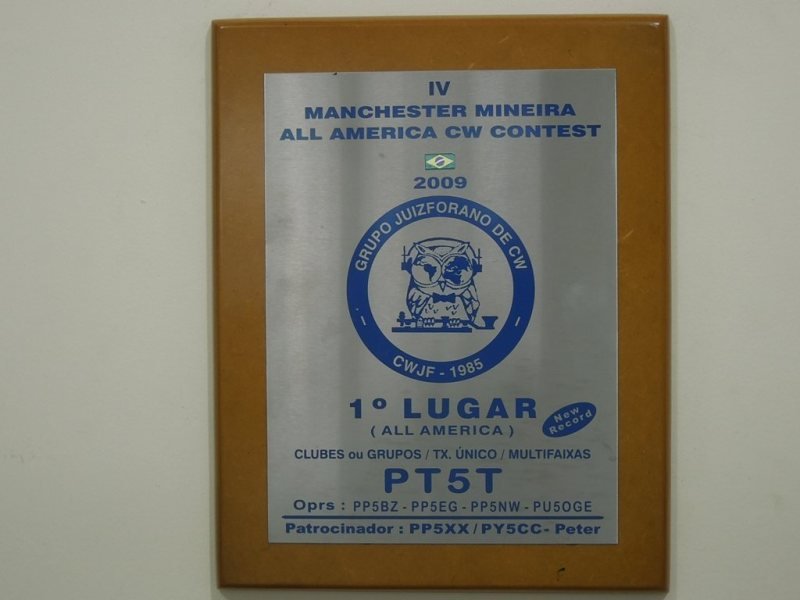 IV
MANCHESTER MINEIRA
ALL AMERICA CW CONTEST
2009
GRUPO JUIZFORANO DE CW
CWJF - 1985
1º LUGAR
New Record
( ALL AMERICA )
CLUBES ou GRUPOS / TX. ÚNICO / MULTIFAIXAS
PT5T
Oprs : PP5BZ - PP5EG - PP5NW - PU5OGE
Patrocinador : PP5XX / PY5CC- Peter